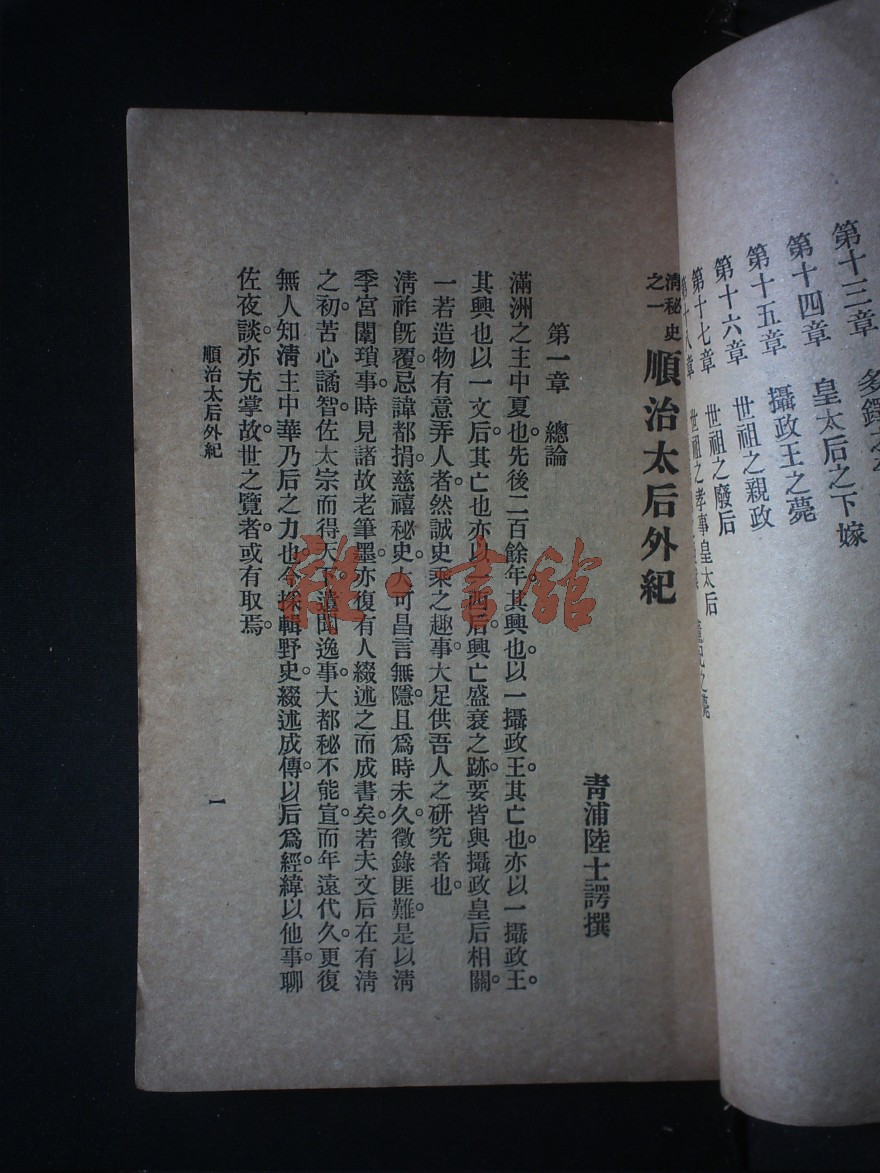 第十三章
第十四章　皇太后之下嫁
第十五章　攝政王之薨
第十六章　世祖之親政
第十七章　世祖之廢后
世祖之孝事皇太后
清秘史之一
順治太后外紀
青浦陸士諤撰
第一章　總論
滿洲之主中夏也先後二百餘年。其興也以一攝政王。其亡也亦以一攝政王。
其興也以一文后。其亡也亦以一西后。興亡盛衰之跡。要皆與攝政皇后相關。
一若造物有意弄人者然。誠史乘之趣事。大足供吾人之研究者也。
淸祚旣覆。忌諱都捐。慈禧秘史。大可昌言無隱。且爲時未久。徵錄匪難。是以淸
季宮闈瑣事。時見諸故老筆墨。亦復有人綴述之而成書矣。若夫文后在有淸
之初。苦心譎智。佐太宗而得天下。遺聞逸事。大都秘不能宣。而年遠代久。更復
無人知淸主中華乃后之力也。今採輯野史。綴述成傳。以后爲經。緯以他事。聊
佐夜談。亦充掌故。世之覽者。或有取焉。
順治太后外紀
一
雜·書館